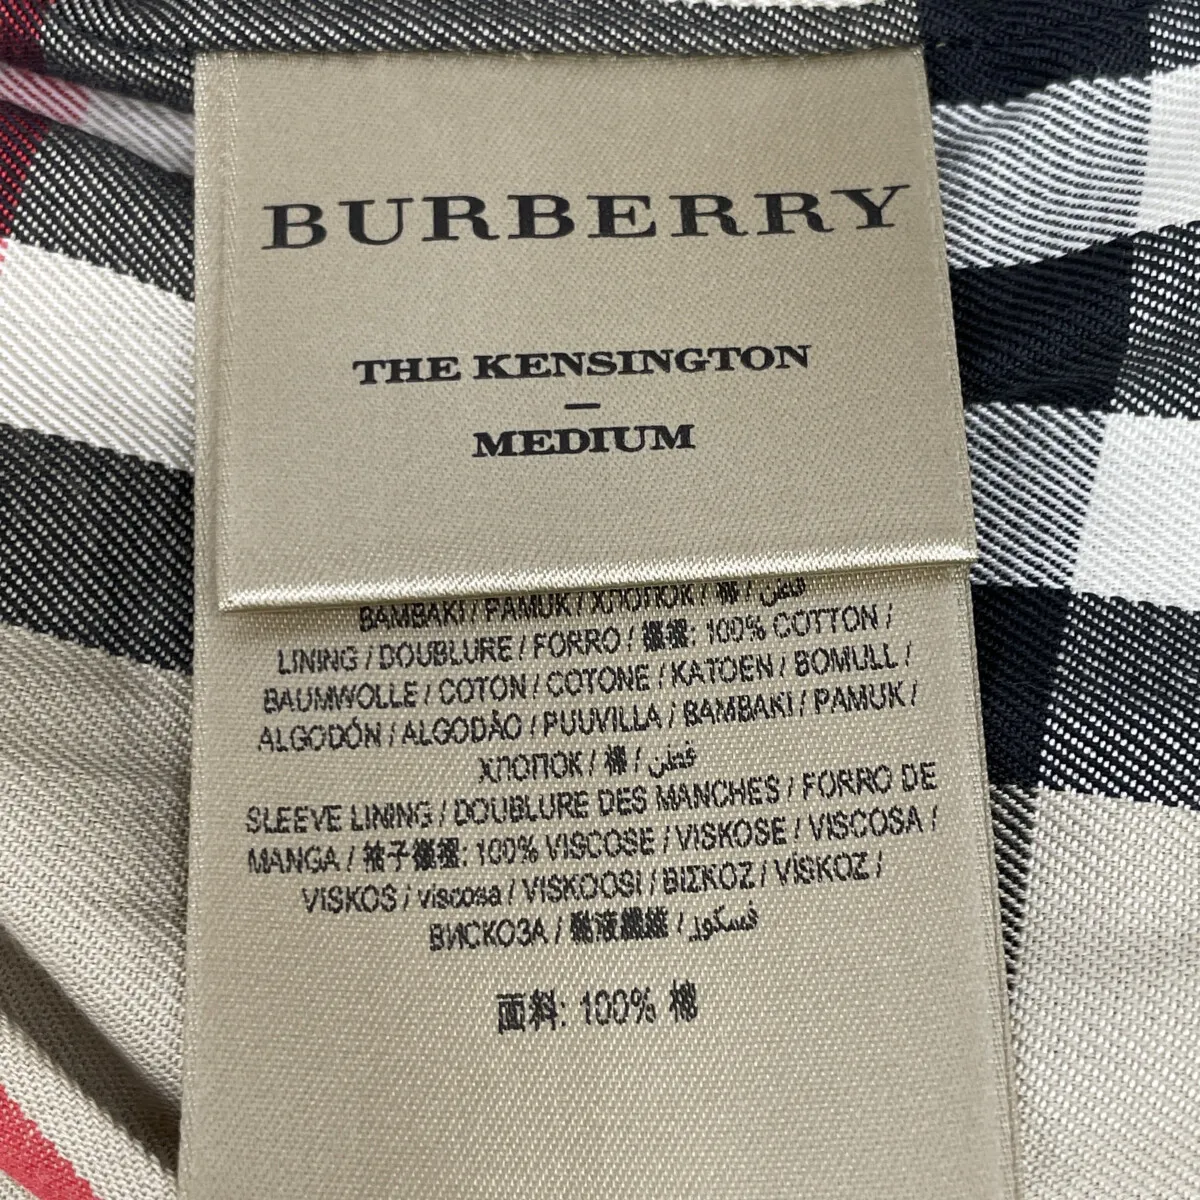 BURBERRY
THE KENSINGTON
–
MEDIUM
BAMBAKI / PAMUK / ХЛОПОК / 棉 / قطن
LINING / DOUBLURE / FORRO / 裡襯: 100% COTTON /
BAUMWOLLE / COTON / COTONE / KATOEN / BOMULL /
ALGODÓN / ALGODÃO / PUUVILLA / BAMBAKI / PAMUK /
ХЛОПОК / 棉 / قطن
SLEEVE LINING / DOUBLURE DES MANCHES / FORRO DE
MANGA / 袖子裡襯: 100% VISCOSE / VISKOSE / VISCOSA /
VISKOS / viscosa / VISKOOSI / ΒΙΣΚΟΖ / VİSKOZ /
ВИСКОЗА / 黏液纖維 / فسكوز
面料: 100% 棉